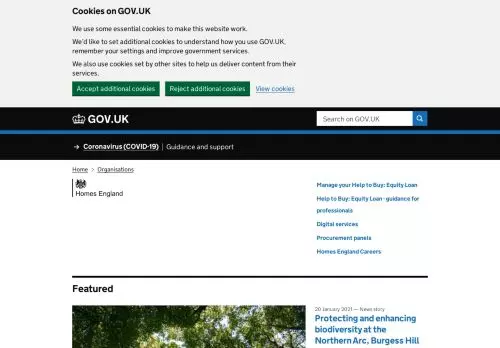 Cookies on GOV.UK
We use some essential cookies to make this website work.
We'd like to set additional cookies to understand how you use GOV.UK,
remember your settings and improve government services.
We also use cookies set by other sites to help us deliver content from their
services.
Accept additional cookies Reject additional cookies View cookies
GOV.UK
Search on GOV.UK
→ Coronavirus (COVID-19) | Guidance and support
Home > Organisations
Homes England
Manage your Help to Buy: Equity Loan
Help to Buy: Equity Loan - guidance for
professionals
Digital services
Procurement panels
Homes England Careers
Featured
20 January 2021 — News story
Protecting and enhancing
biodiversity at the
Northern Arc, Burgess Hill